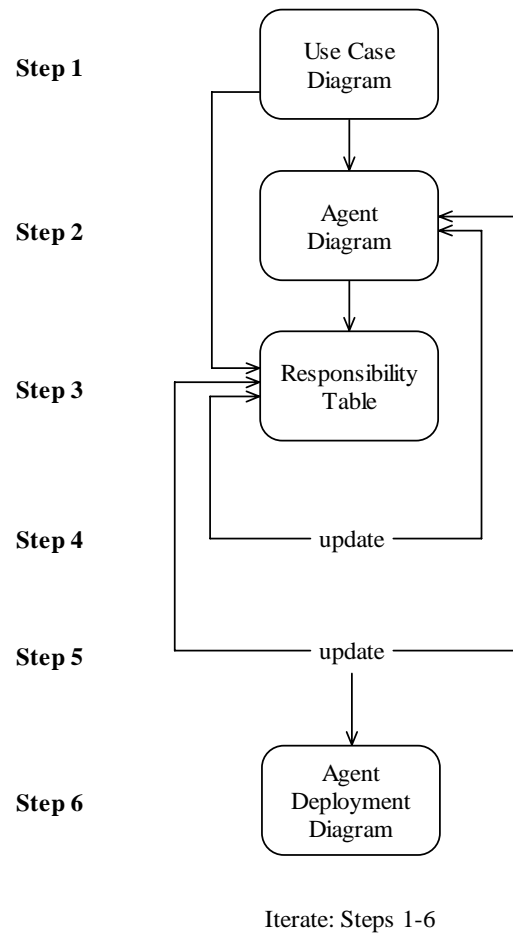 Step 1
Use Case
Diagram
Step 2
Agent
Diagram
Step 3
Responsibility
Table
Step 4
update
Step 5
update
Step 6
Agent
Deployment
Diagram
Iterate: Steps 1-6